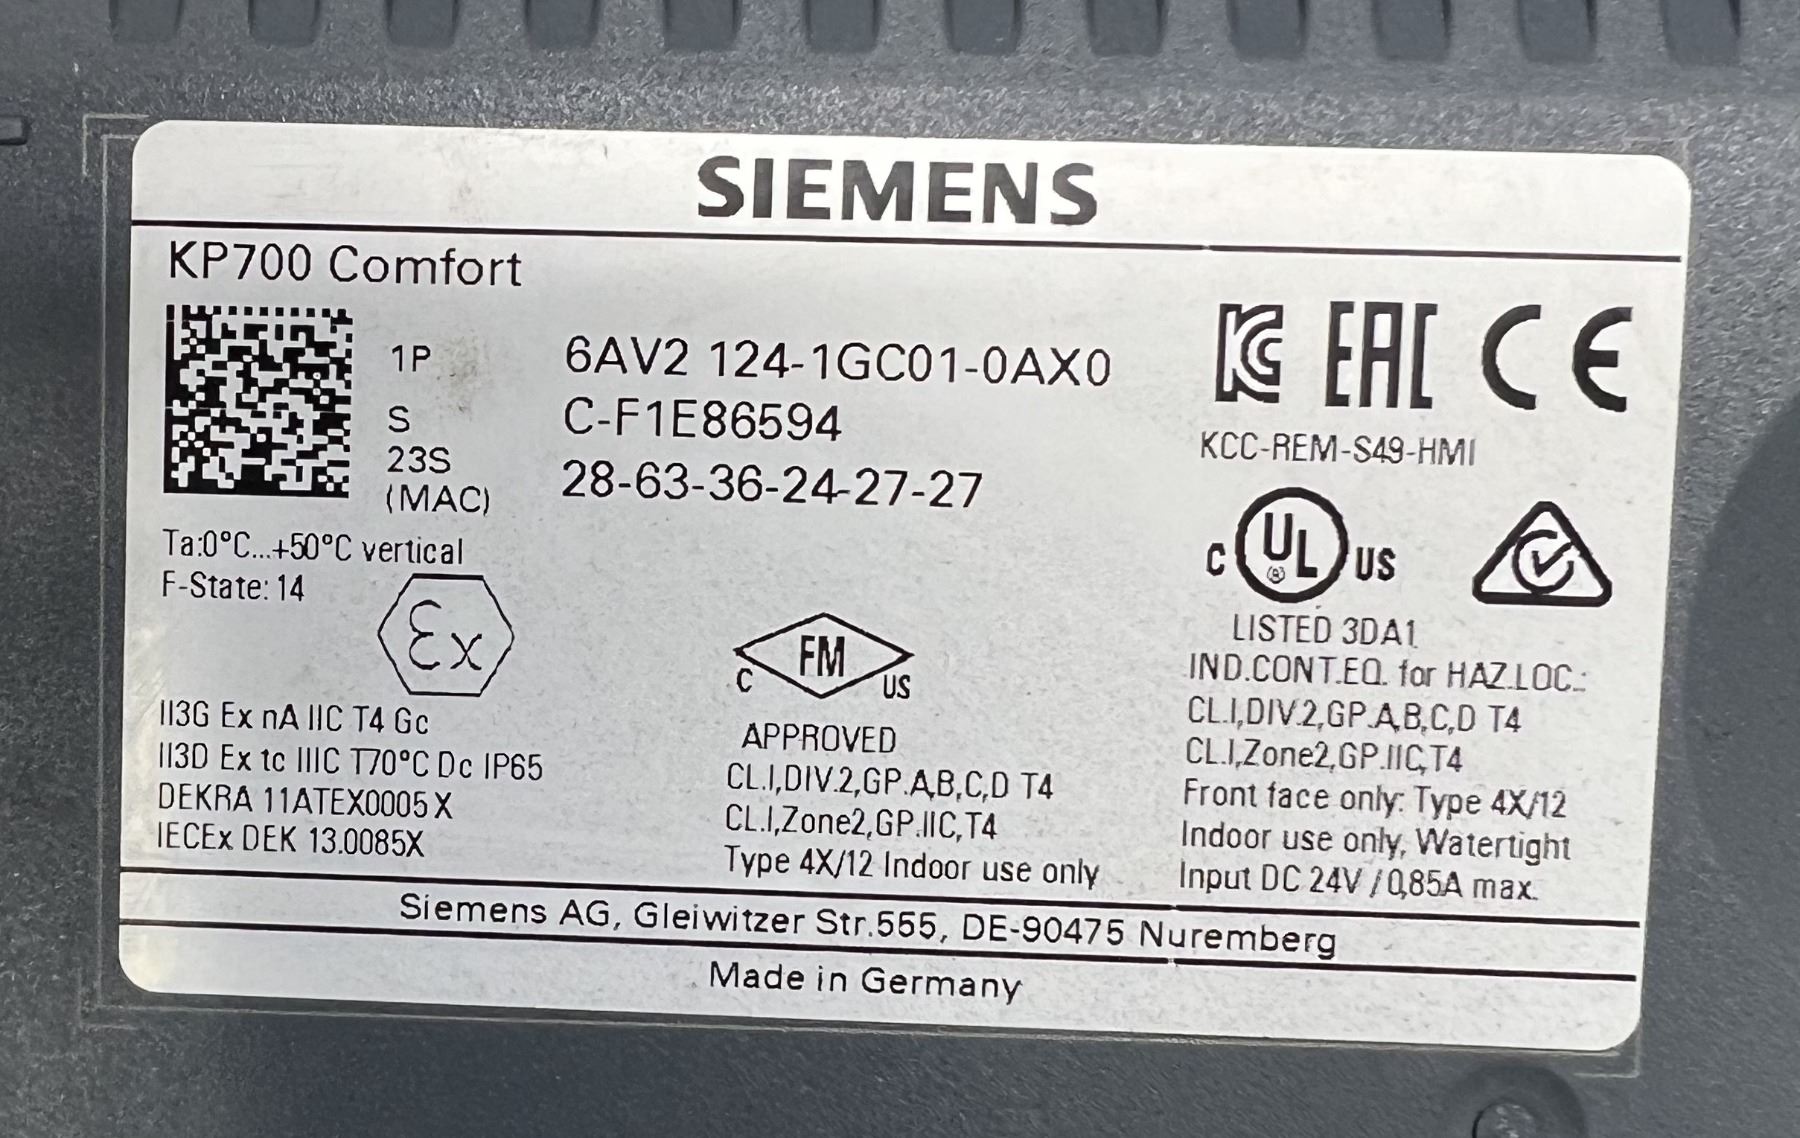 SIEMENS
KP700 Comfort
1P 6AV2 124-1GC01-0AX0
S C-F1E86594
23S 28-63-36-24-27-27
(MAC)
Ta:0°C...+50°C vertical
F-State: 14
Ex
II3G Ex nA IIC T4 Gc
II3D Ex tc IIIC T70°C Dc IP65
DEKRA 11ATEX0005 X
IECEx DEK 13.0085X
C FM US
APPROVED
CL.I,DIV.2,GP.A,B,C,D T4
CL.I,Zone2,GP.IIC,T4
Type 4X/12 Indoor use only
KC EAC CE
KCC-REM-S49-HMI
C UL ® US
LISTED 3DA1
IND.CONT.EQ. for HAZ.LOC.:
CL.I,DIV.2,GP.A,B,C,D T4
CL.I,Zone2,GP.IIC,T4
Front face only: Type 4X/12
Indoor use only, Watertight
Input DC 24V / 0,85A max.
Siemens AG, Gleiwitzer Str.555, DE-90475 Nuremberg
Made in Germany